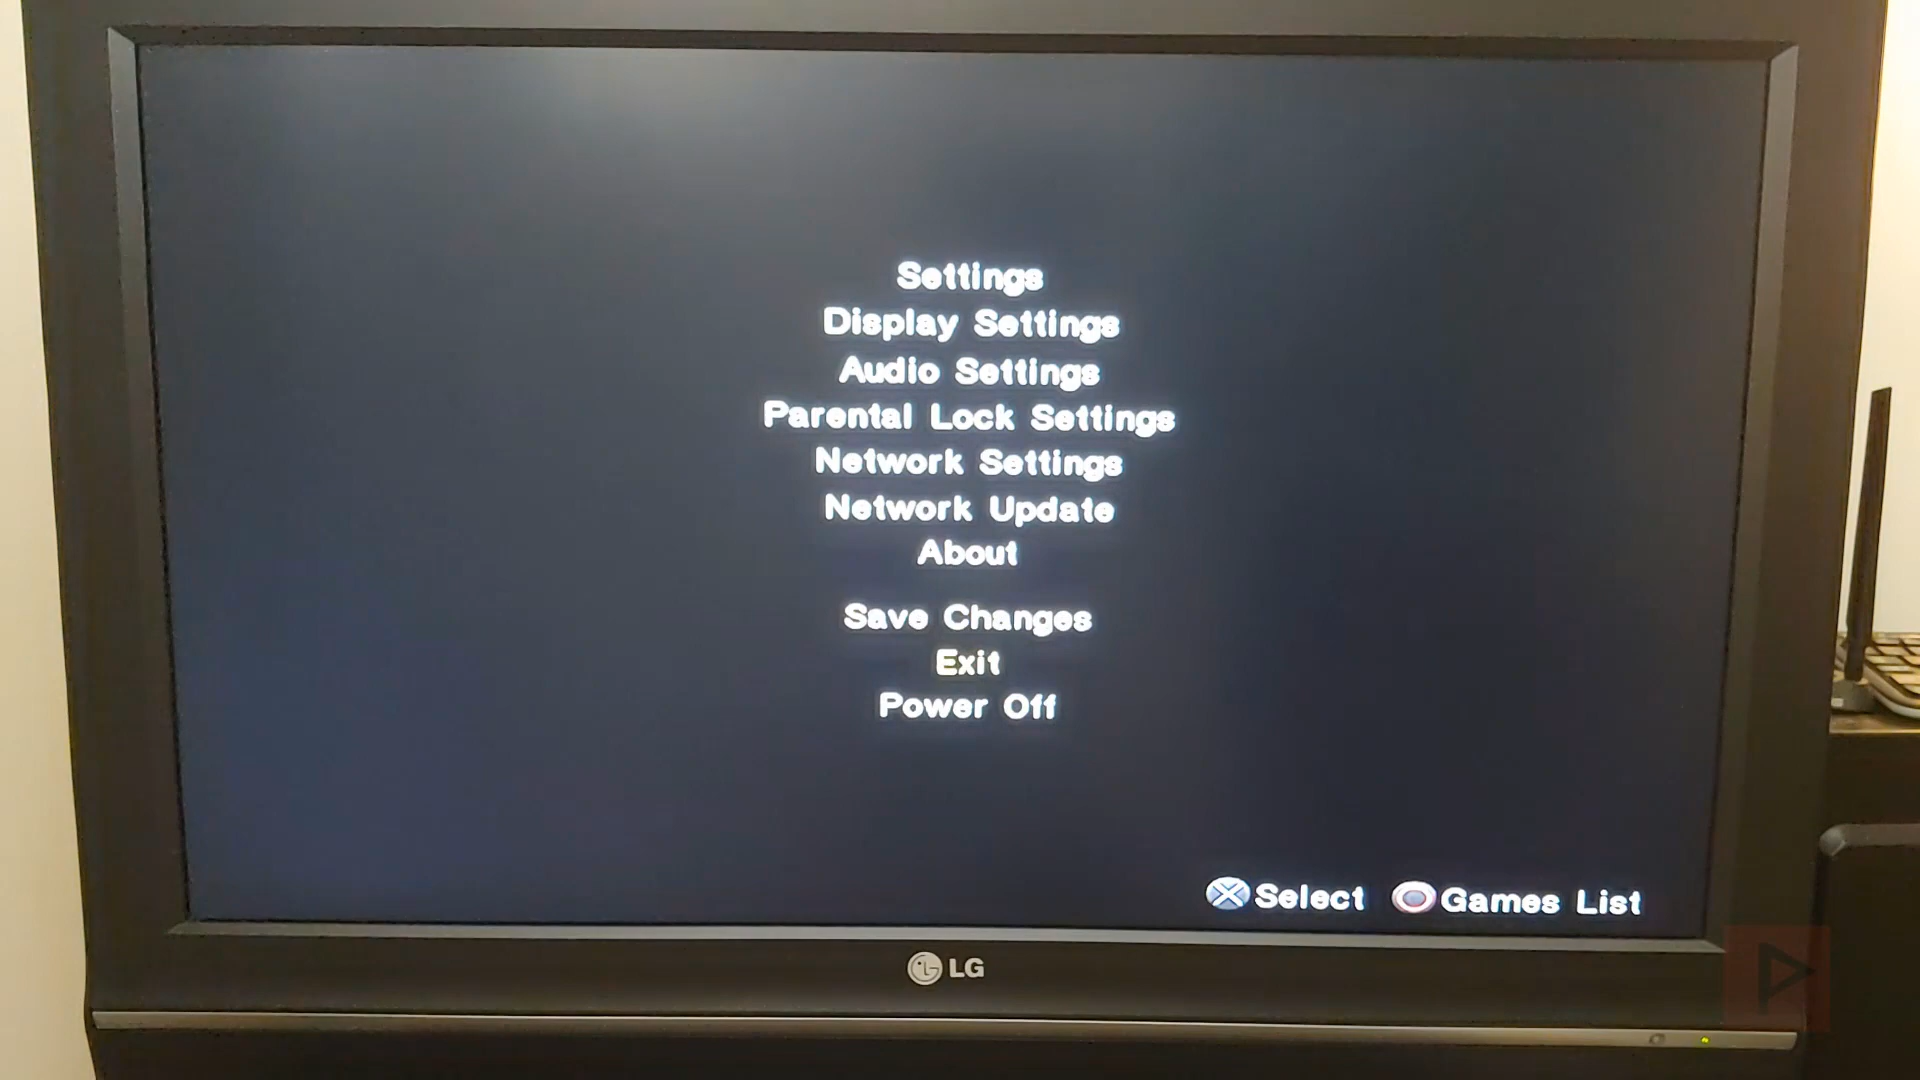 Settings
Display Settings
Audio Settings
Parental Lock Settings
Network Settings
Network Update
About
Save Changes
Exit
Power Off
Select Games List
LG